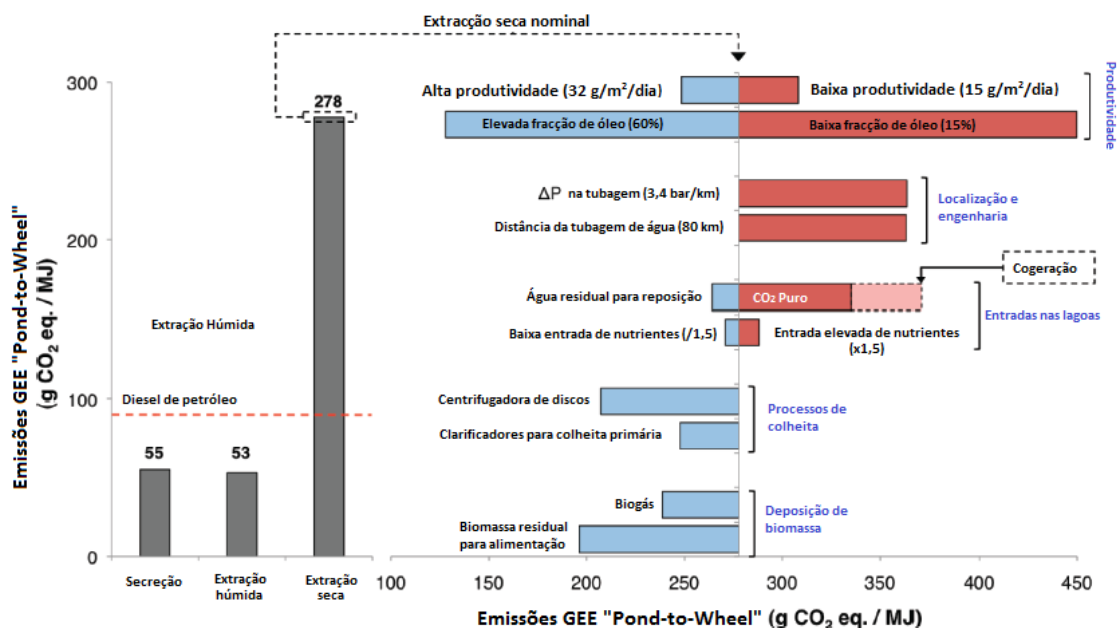 Extracção seca nominal
Emissões GEE "Pond-to-Wheel"
(g CO₂ eq. / MJ)
300
200
100
0
278
Extração Húmida
Diesel de petróleo
55
53
Secreção
Extração
húmida
Extração
seca
Alta produtividade (32 g/m²/dia)
Baixa produtividade (15 g/m²/dia)
Elevada fracção de óleo (60%)
Baixa fracção de óleo (15%)
Produtividade
ΔP na tubagem (3,4 bar/km)
Distância da tubagem de água (80 km)
Localização e
engenharia
Cogeração
Água residual para reposição
CO₂ Puro
Entradas nas lagoas
Baixa entrada de nutrientes (/1,5)
Entrada elevada de nutrientes
(x1,5)
Centrifugadora de discos
Clarificadores para colheita primária
Processos de
colheita
Biogás
Biomassa residual
para alimentação
Deposição de
biomassa
100
150
200
250
300
350
400
450
Emissões GEE "Pond-to-Wheel" (g CO₂ eq. / MJ)